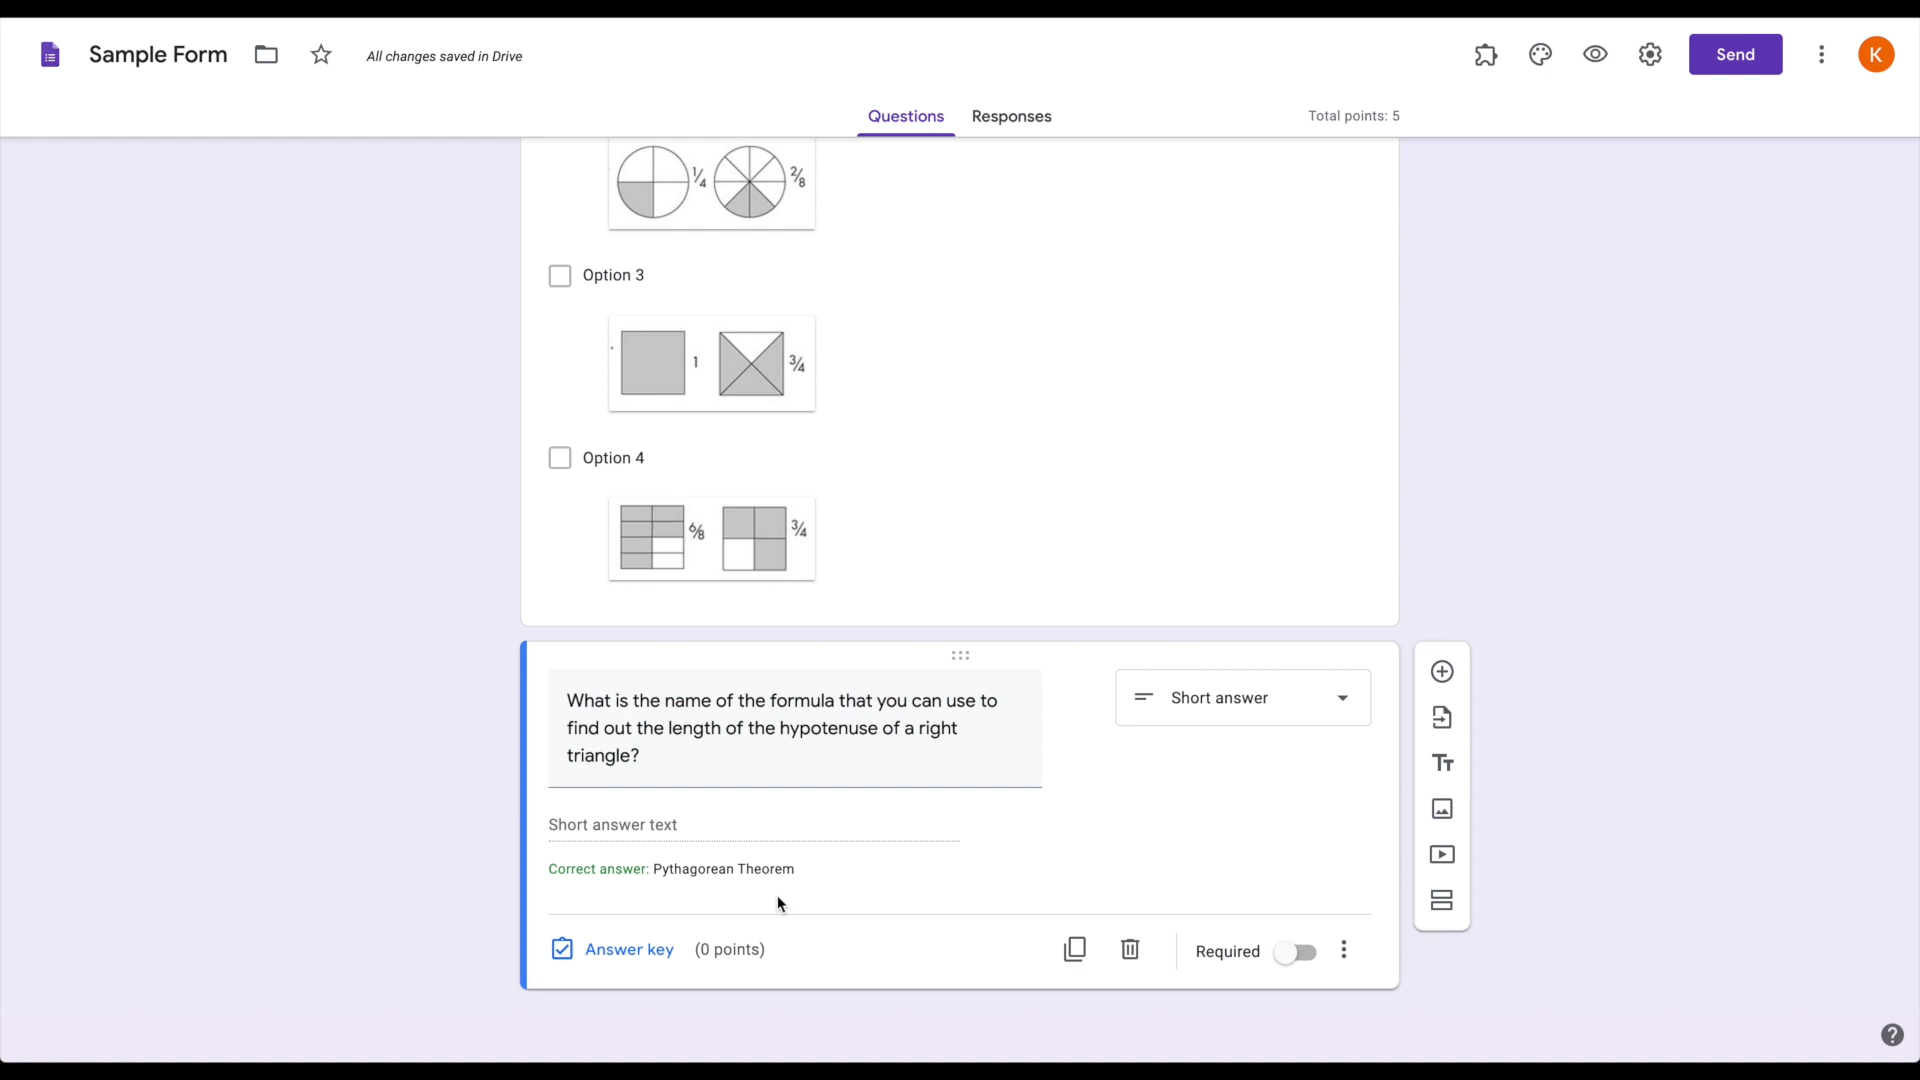 Sample Form
All changes saved in Drive
Send
K
Questions
Responses
Total points: 5
1/4
2/8
Option 3
1
3/4
Option 4
6/8
3/4
What is the name of the formula that you can use to
find out the length of the hypotenuse of a right
triangle?
Short answer
Short answer text
Correct answer: Pythagorean Theorem
Answer key
(0 points)
Required